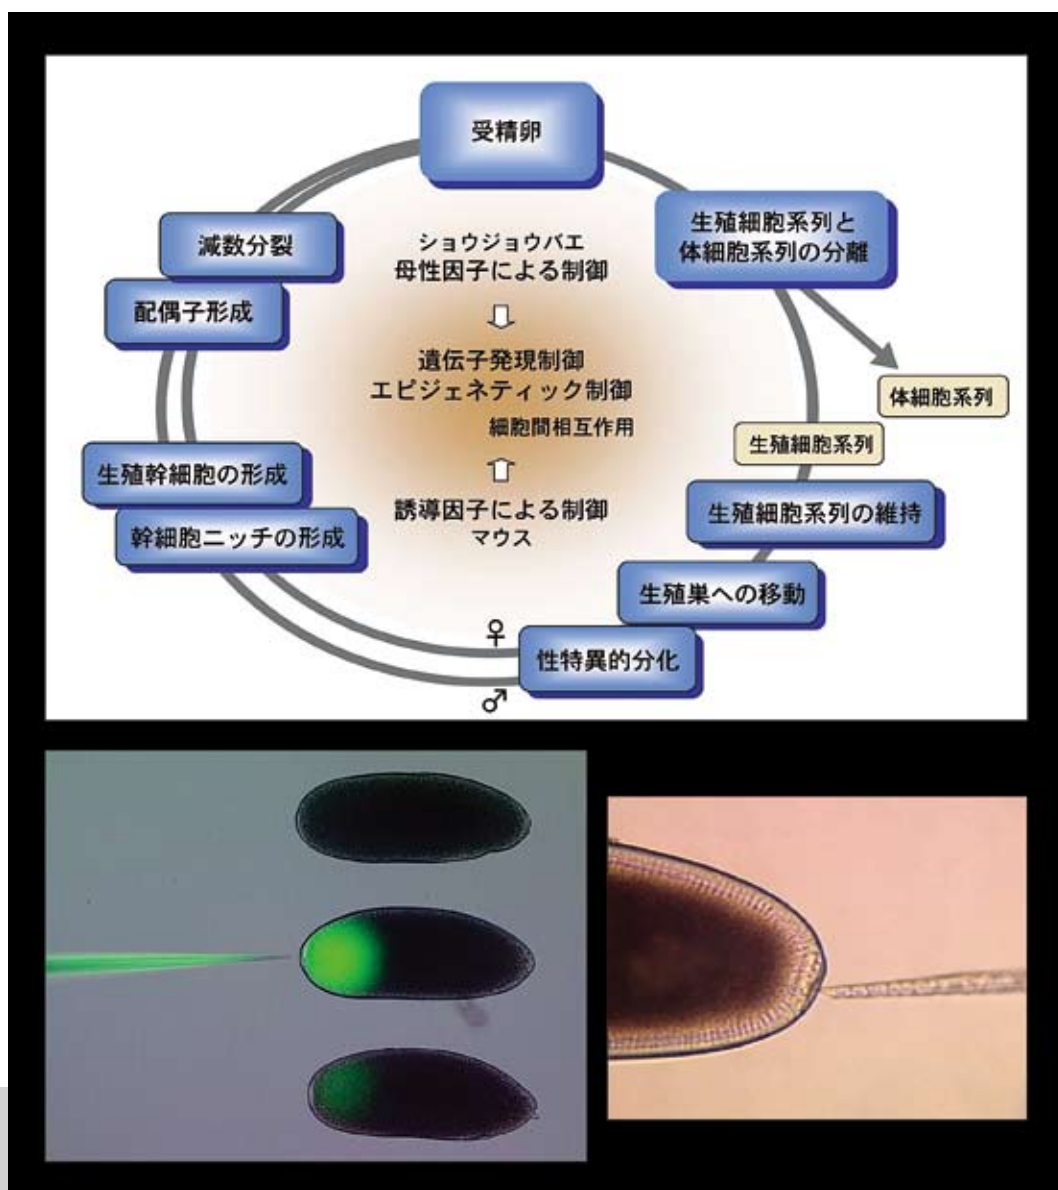 受精卵
生殖細胞系列と
体細胞系列の分離
体細胞系列
生殖細胞系列
生殖細胞系列の維持
生殖巣への移動
性特異的分化
♀
♂
幹細胞ニッチの形成
生殖幹細胞の形成
配偶子形成
減数分裂
ショウジョウバエ
母性因子による制御
遺伝子発現制御
エピジェネティック制御
細胞間相互作用
誘導因子による制御
マウス